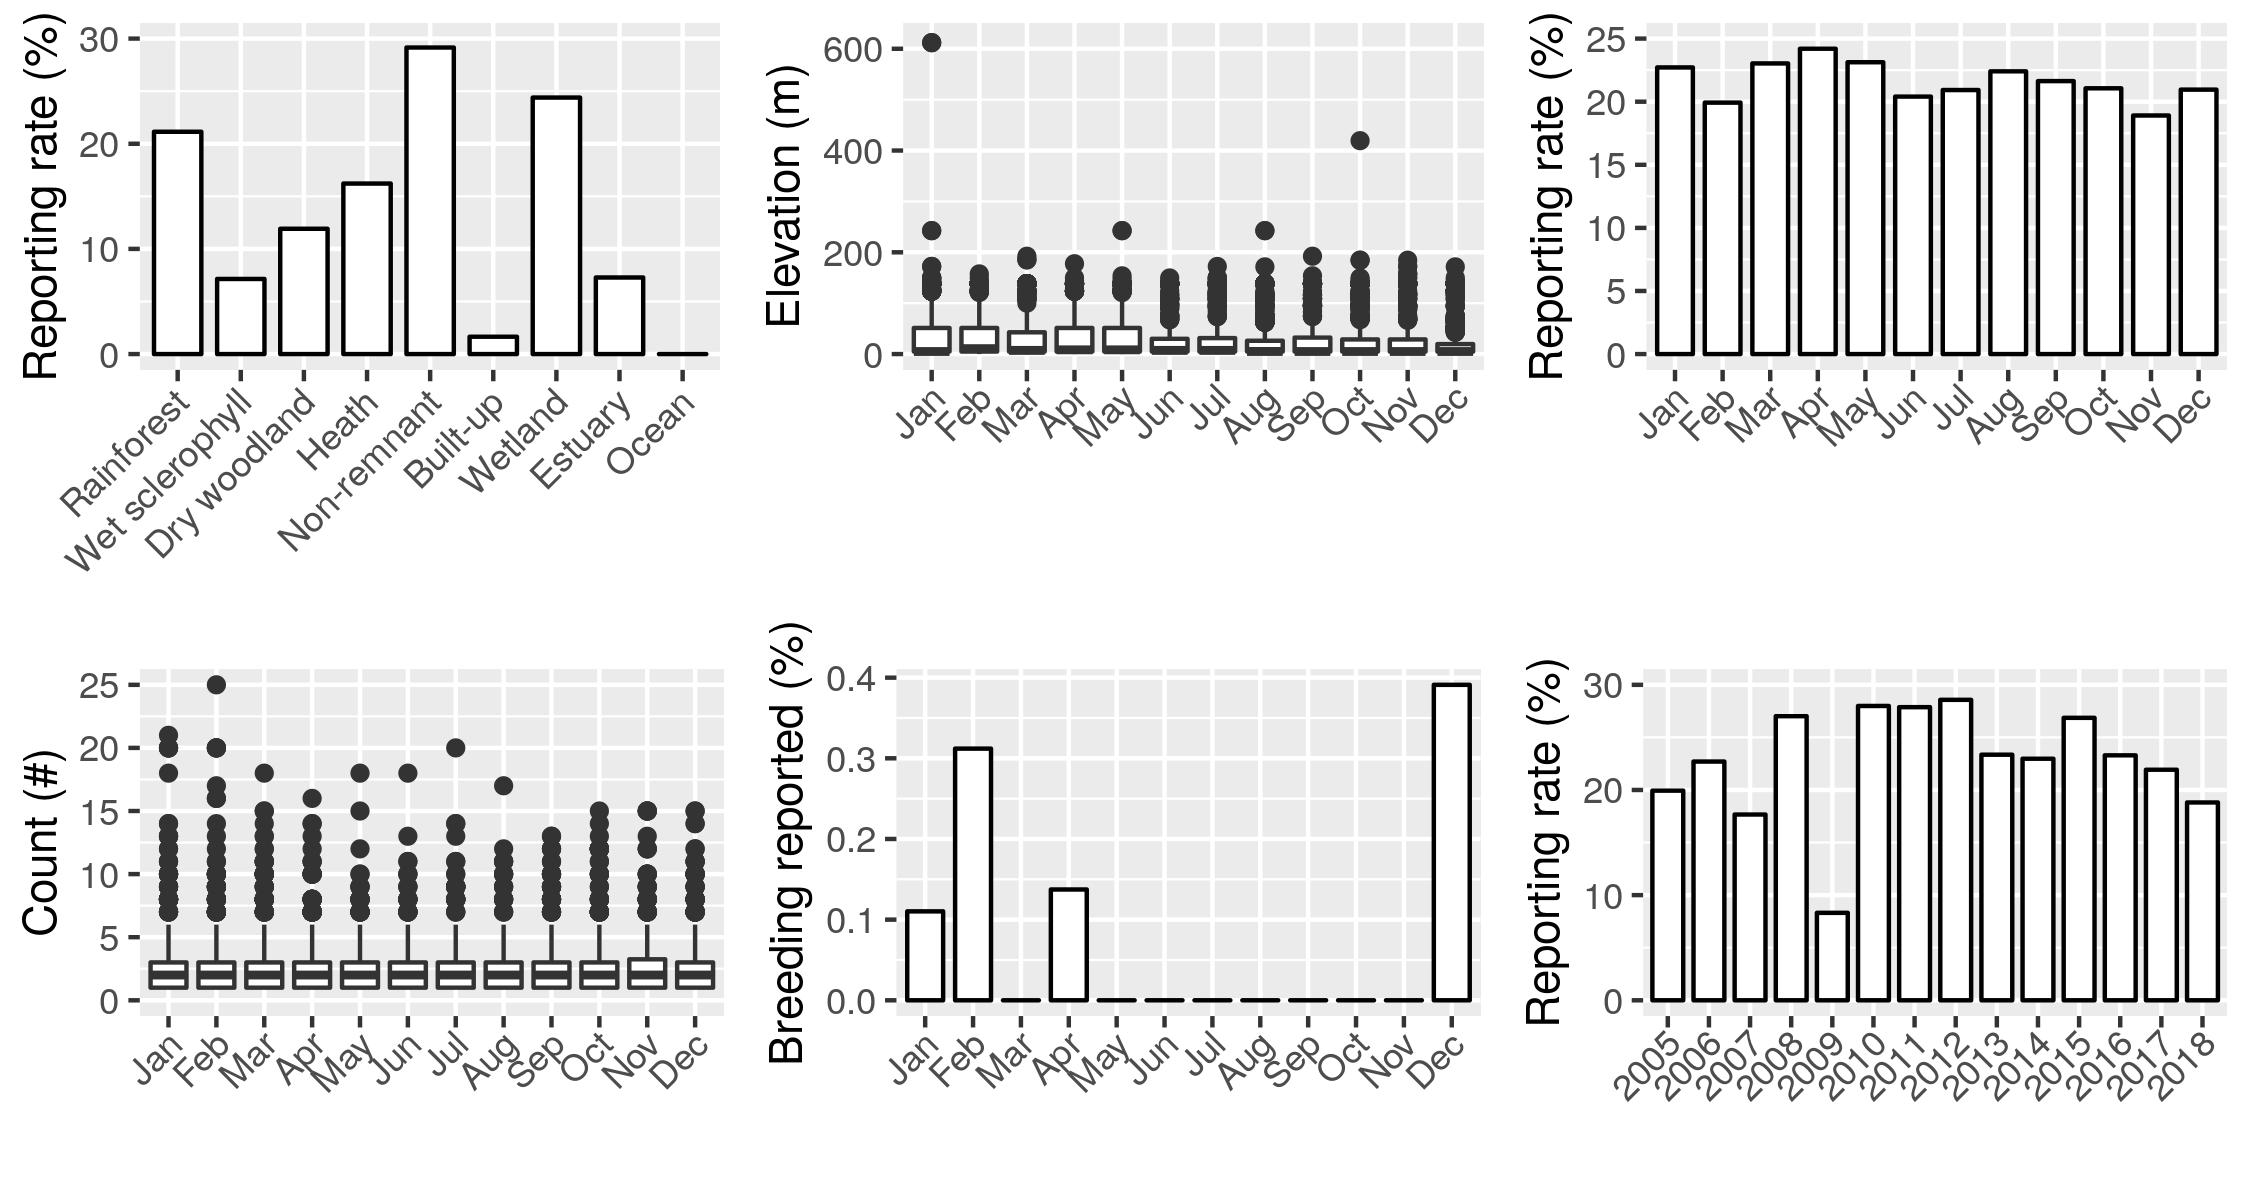 Reporting rate (%)
30
20
10
0
Rainforest
Wet sclerophyll
Dry woodland
Heath
Non-remnant
Built-up
Wetland
Estuary
Ocean
Elevation (m)
600
400
200
0
Jan
Feb
Mar
Apr
May
Jun
Jul
Aug
Sep
Oct
Nov
Dec
Reporting rate (%)
25
20
15
10
5
0
Jan
Feb
Mar
Apr
May
Jun
Jul
Aug
Sep
Oct
Nov
Dec
Count (#)
25
20
15
10
5
0
Jan
Feb
Mar
Apr
May
Jun
Jul
Aug
Sep
Oct
Nov
Dec
Breeding reported (%)
0.4
0.3
0.2
0.1
0.0
Jan
Feb
Mar
Apr
May
Jun
Jul
Aug
Sep
Oct
Nov
Dec
Reporting rate (%)
30
20
10
0
2005
2006
2007
2008
2009
2010
2011
2012
2013
2014
2015
2016
2017
2018